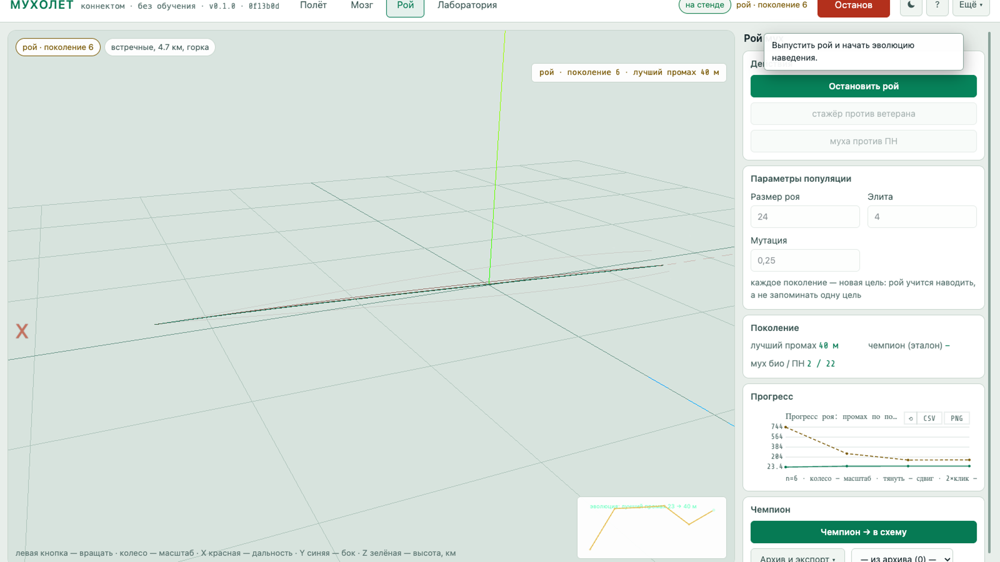 МУХОЛЁТ коннектом · без обучения · v0.1.0 · 0f13b0d Полёт Мозг Рой Лаборатория на стенде рой · поколение 6 Останов ? Ещё ▾
рой · поколение 6 встречные, 4.7 км, горка
рой · поколение 6 · лучший промах 40 м
X
эволюция: лучший промах 23 → 40 м
левая кнопка — вращать · колесо — масштаб · X красная — дальность · Y синяя — бок · Z зелёная — высота, км
Рой мух
Выпустить рой и начать эволюцию
наведения.
Действия
Остановить рой
стажёр против ветерана
муха против ПН
Параметры популяции
Размер роя Элита
24 4
Мутация
0,25
каждое поколение — новая цель: рой учится наводить,
а не запоминать одну цель
Поколение
лучший промах 40 м чемпион (эталон) —
мух био / ПН 2 / 22
Прогресс
Прогресс роя: промах по по… ⟲ CSV PNG
744
564
384
204
23.4
n=6 · колесо — масштаб · тянуть — сдвиг · 2×клик —
Чемпион
Чемпион → в схему
Архив и экспорт ▾ — из архива (0) —